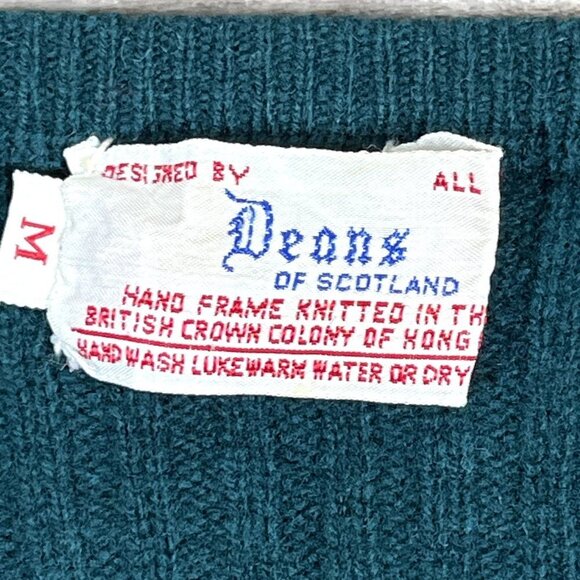 DESIGNED BY ALL
Deans
OF SCOTLAND
HAND FRAME KNITTED IN TH
BRITISH CROWN COLONY OF HONG
HAND WASH LUKEWARM WATER OR DRY
M